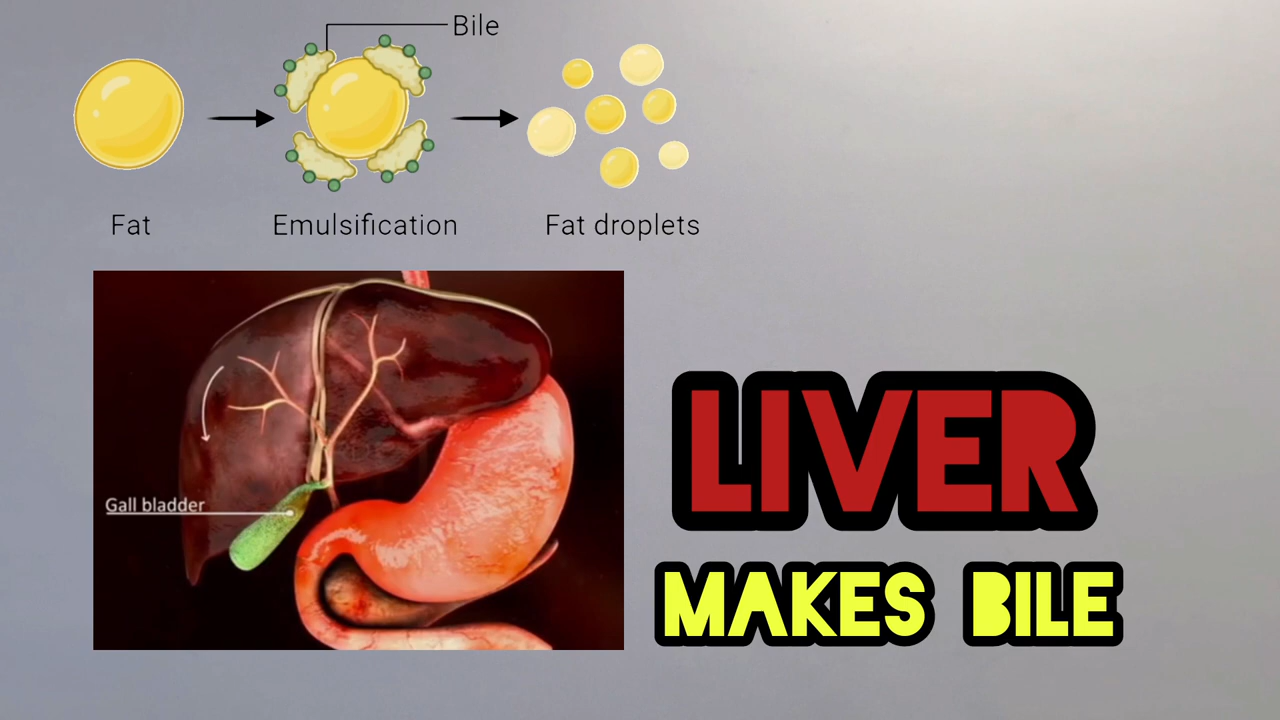 Bile
Fat
Emulsification
Fat droplets
Gall bladder
LIVER
MAKES BILE